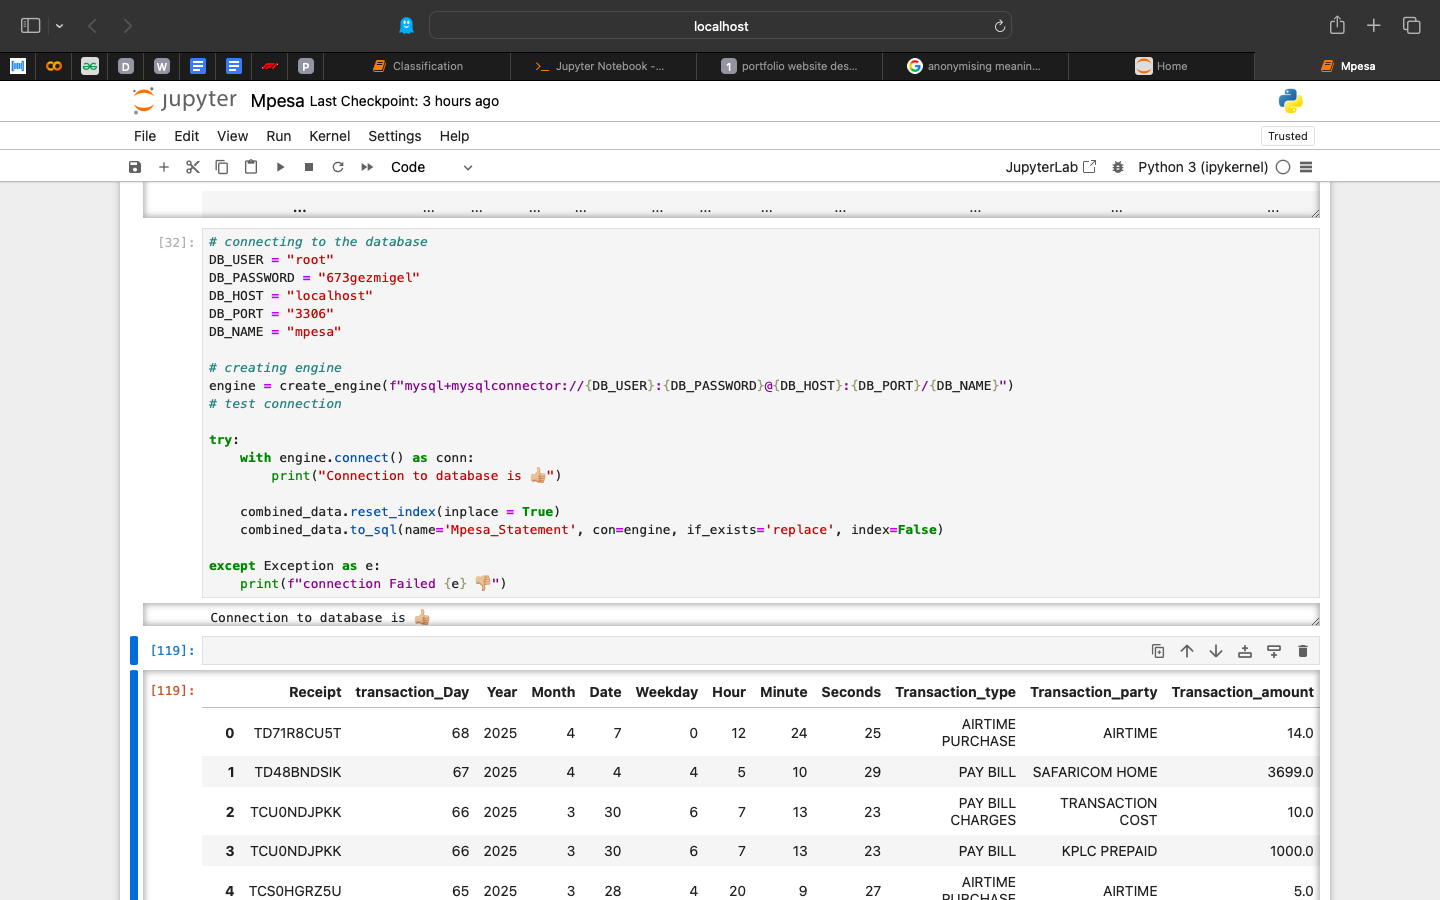 localhost
D
W
P
Classification
Jupyter Notebook -...
1 portfolio website des...
anonymising meanin...
Home
Mpesa
jupyter Mpesa Last Checkpoint: 3 hours ago
File Edit View Run Kernel Settings Help
Trusted
Code
JupyterLab Python 3 (ipykernel)
... ... ... ... ... ... ... ... ... ... ... ...
[32]:
# connecting to the database
DB_USER = "root"
DB_PASSWORD = "673gezmigel"
DB_HOST = "localhost"
DB_PORT = "3306"
DB_NAME = "mpesa"
# creating engine
engine = create_engine(f"mysql+mysqlconnector://{DB_USER}:{DB_PASSWORD}@{DB_HOST}:{DB_PORT}/{DB_NAME}")
# test connection
try:
    with engine.connect() as conn:
        print("Connection to database is 👍🏼")
    combined_data.reset_index(inplace = True)
    combined_data.to_sql(name='Mpesa_Statement', con=engine, if_exists='replace', index=False)
except Exception as e:
    print(f"connection Failed {e} 👎🏼")
Connection to database is 👍🏼
[119]:
[119]:
Receipt transaction_Day Year Month Date Weekday Hour Minute Seconds Transaction_type Transaction_party Transaction_amount
0 TD71R8CU5T 68 2025 4 7 0 12 24 25 AIRTIME PURCHASE AIRTIME 14.0
1 TD48BNDSIK 67 2025 4 4 4 5 10 29 PAY BILL SAFARICOM HOME 3699.0
2 TCU0NDJPKK 66 2025 3 30 6 7 13 23 PAY BILL CHARGES TRANSACTION COST 10.0
3 TCU0NDJPKK 66 2025 3 30 6 7 13 23 PAY BILL KPLC PREPAID 1000.0
4 TCS0HGRZ5U 65 2025 3 28 4 20 9 27 AIRTIME PURCHASE AIRTIME 5.0